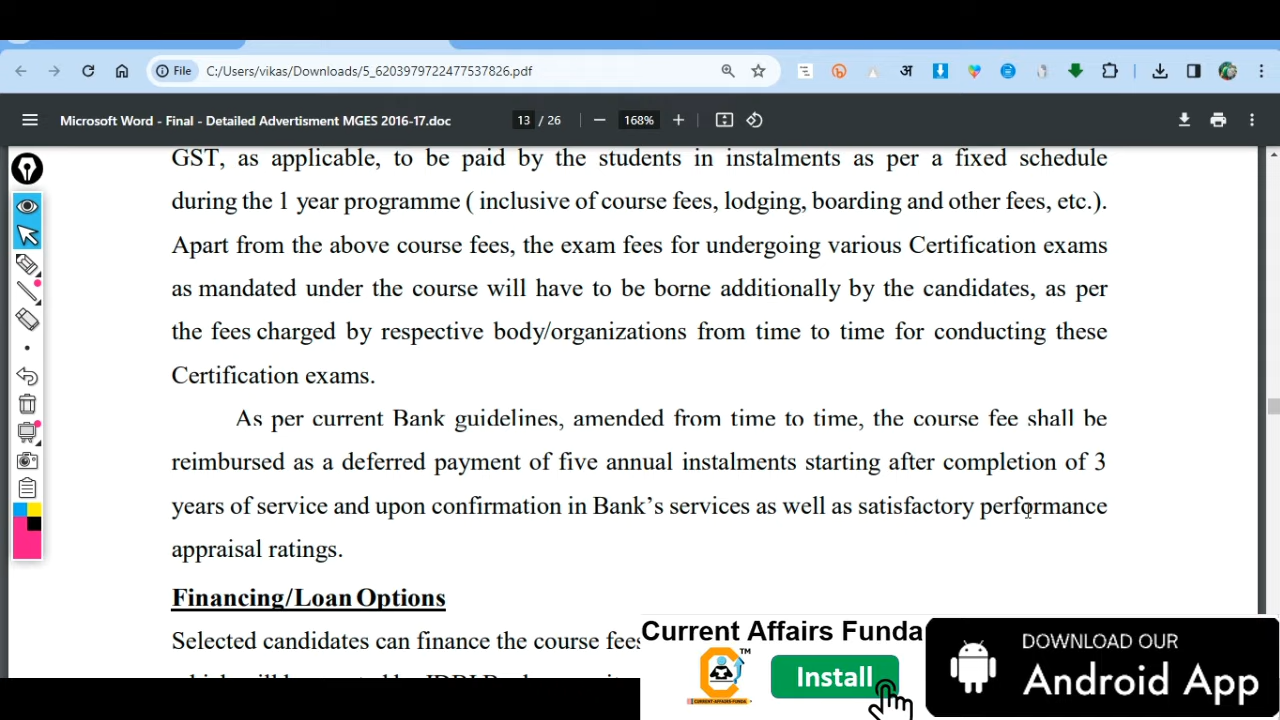 File C:/Users/vikas/Downloads/5_6203979722477537826.pdf
Microsoft Word - Final - Detailed Advertisment MGES 2016-17.doc 13 / 26 168%
GST, as applicable, to be paid by the students in instalments as per a fixed schedule
during the 1 year programme ( inclusive of course fees, lodging, boarding and other fees, etc.).
Apart from the above course fees, the exam fees for undergoing various Certification exams
as mandated under the course will have to be borne additionally by the candidates, as per
the fees charged by respective body/organizations from time to time for conducting these
Certification exams.
As per current Bank guidelines, amended from time to time, the course fee shall be
reimbursed as a deferred payment of five annual instalments starting after completion of 3
years of service and upon confirmation in Bank's services as well as satisfactory performance
appraisal ratings.
Financing/Loan Options
Selected candidates can finance the course fees
Current Affairs Funda
TM
CURRENT-AFFAIRS-FUNDA
Install
DOWNLOAD OUR
Android App